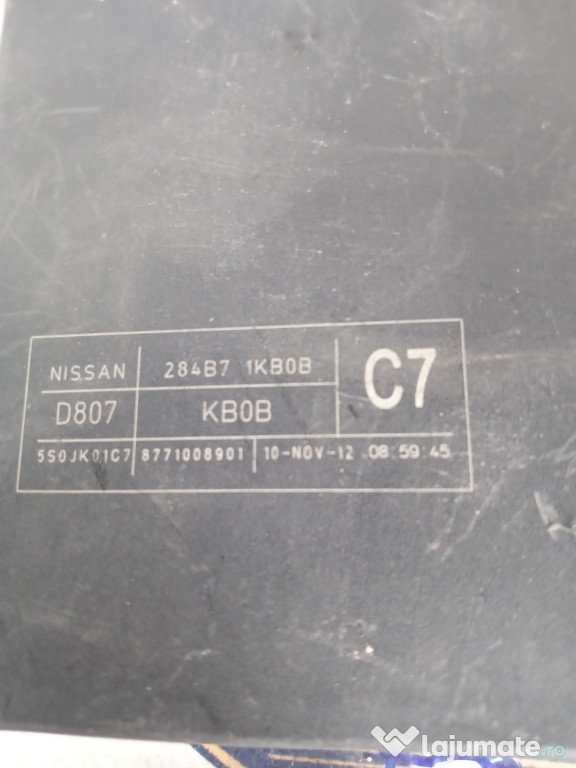 NISSAN 284B7 1KB0B C7
D807 KB0B
5S0JK01C7 8771008901 10-NOV-12 08:59:45
lajumate.ro